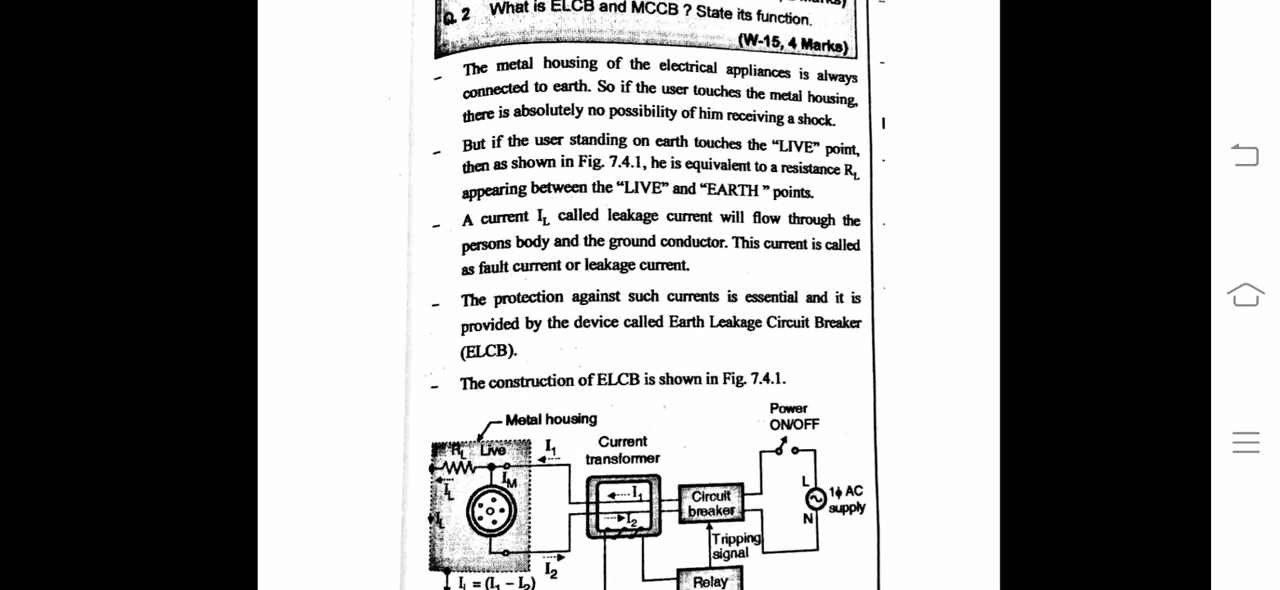 Q. 2 What is ELCB and MCCB ? State its function.
(W-15, 4 Marks)
– The metal housing of the electrical appliances is always
connected to earth. So if the user touches the metal housing,
there is absolutely no possibility of him receiving a shock.
– But if the user standing on earth touches the “LIVE” point,
then as shown in Fig. 7.4.1, he is equivalent to a resistance RL
appearing between the “LIVE” and “EARTH ” points.
– A current IL called leakage current will flow through the
persons body and the ground conductor. This current is called
as fault current or leakage current.
– The protection against such currents is essential and it is
provided by the device called Earth Leakage Circuit Breaker
(ELCB).
– The construction of ELCB is shown in Fig. 7.4.1.
Power
ON/OFF
Metal housing
Current
transformer
RL Live
I1
IM
IL
IL
I1
I2
Circuit
breaker
L
N
1ϕ AC
supply
Tripping
signal
I2
IL = (I1 – I2)
Relay